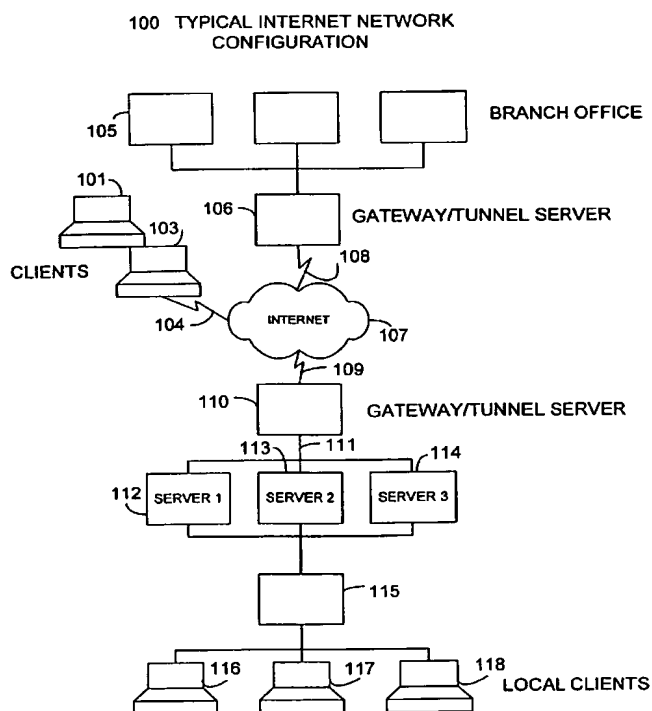 100 TYPICAL INTERNET NETWORK
CONFIGURATION
105
BRANCH OFFICE
101
106
GATEWAY/TUNNEL SERVER
103
108
CLIENTS
104
INTERNET
107
109
110
GATEWAY/TUNNEL SERVER
111
113
114
112
SERVER 1
SERVER 2
SERVER 3
115
116
117
118
LOCAL CLIENTS